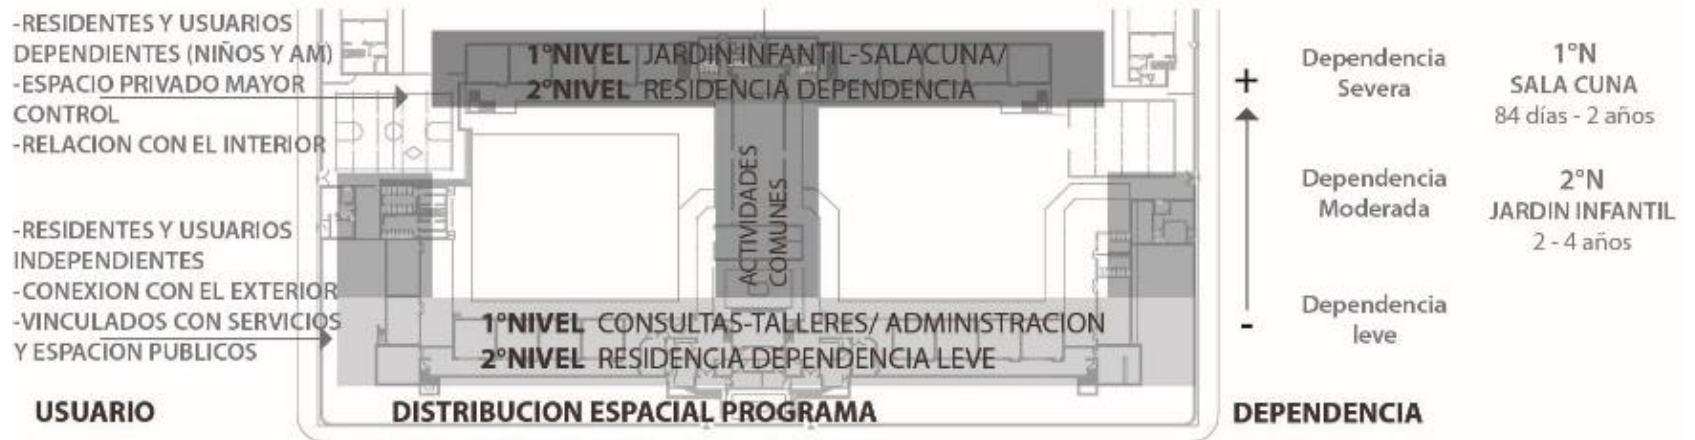 -RESIDENTES Y USUARIOS
DEPENDIENTES (NIÑOS Y AM)
-ESPACIO PRIVADO MAYOR
CONTROL
-RELACION CON EL INTERIOR
-RESIDENTES Y USUARIOS
INDEPENDIENTES
-CONEXION CON EL EXTERIOR
-VINCULADOS CON SERVICIOS
Y ESPACION PUBLICOS
USUARIO
1°NIVEL JARDIN INFANTIL-SALACUNA/
2°NIVEL RESIDENCIA DEPENDENCIA
ACTIVIDADES
COMUNES
1°NIVEL CONSULTAS-TALLERES/ ADMINISTRACION
2°NIVEL RESIDENCIA DEPENDENCIA LEVE
DISTRIBUCION ESPACIAL PROGRAMA
+
-
Dependencia
Severa
Dependencia
Moderada
Dependencia
leve
1°N
SALA CUNA
84 días - 2 años
2°N
JARDIN INFANTIL
2 - 4 años
DEPENDENCIA